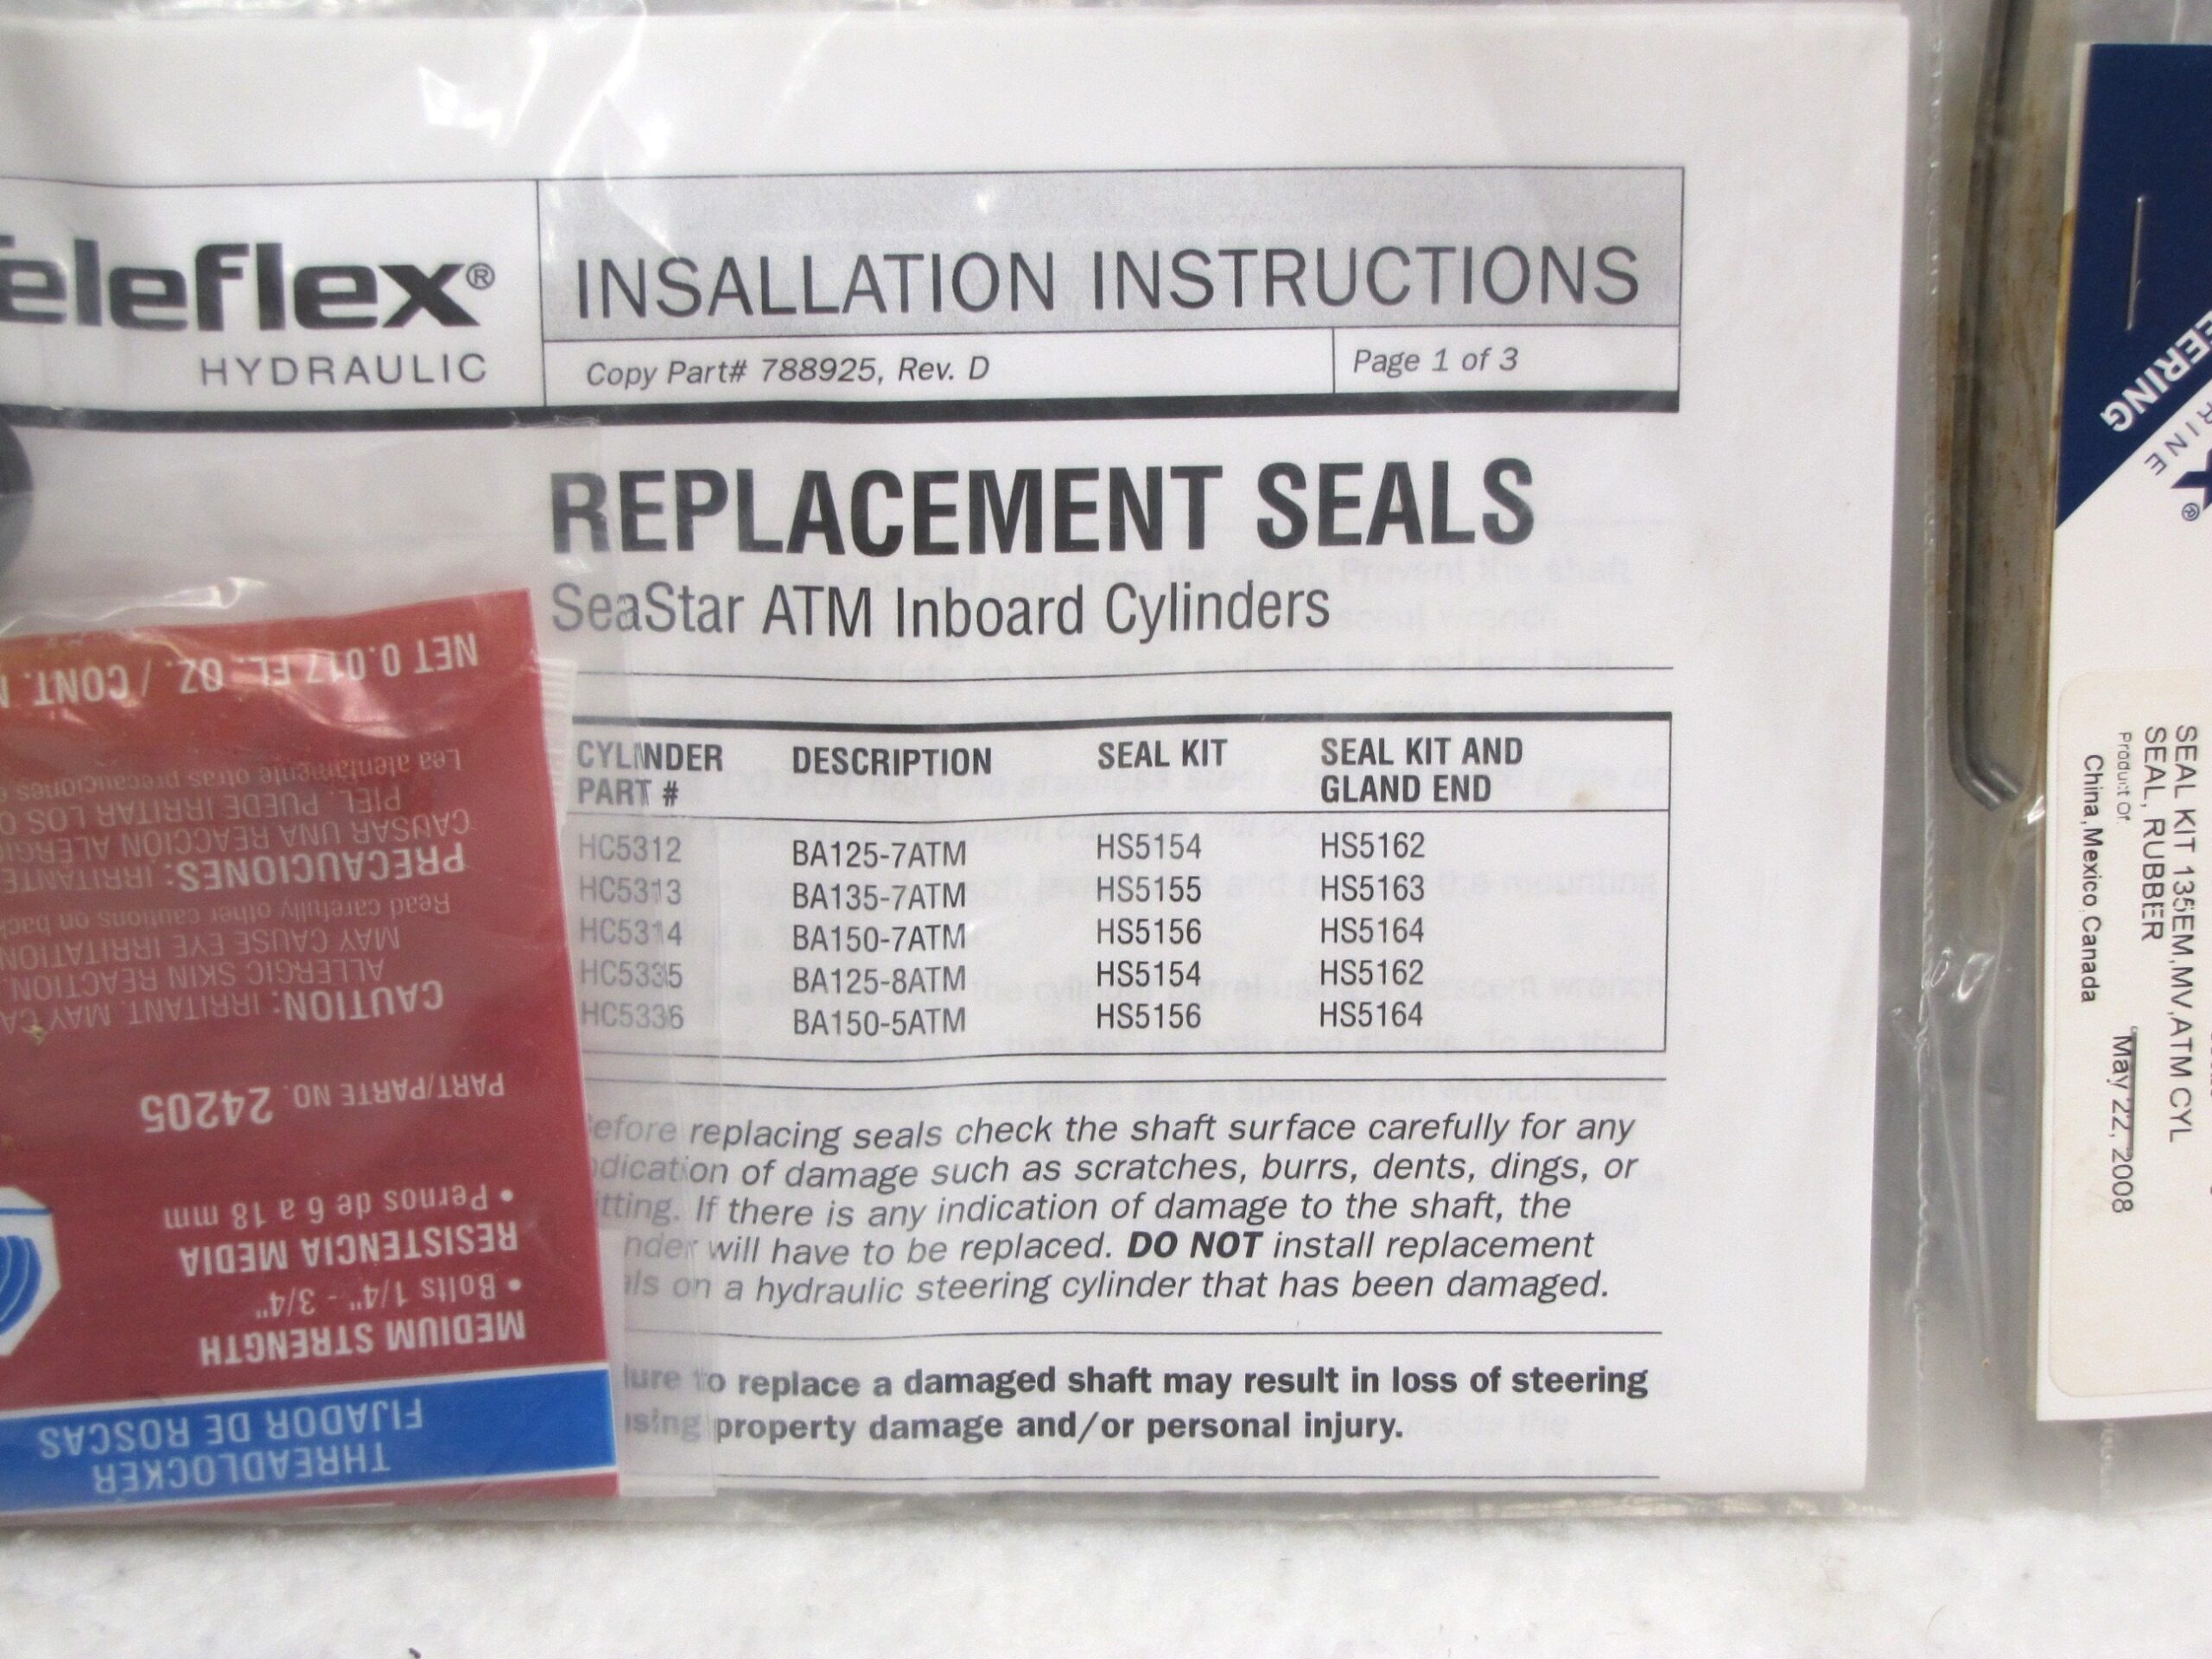 Teleflex®
HYDRAULIC
INSALLATION INSTRUCTIONS
Copy Part# 788925, Rev. D
Page 1 of 3
REPLACEMENT SEALS
SeaStar ATM Inboard Cylinders
CYLINDER PART # DESCRIPTION SEAL KIT SEAL KIT AND GLAND END
HC5312 BA125-7ATM HS5154 HS5162
HC5313 BA135-7ATM HS5155 HS5163
HC5314 BA150-7ATM HS5156 HS5164
HC5335 BA125-8ATM HS5154 HS5162
HC5336 BA150-5ATM HS5156 HS5164
Before replacing seals check the shaft surface carefully for any
indication of damage such as scratches, burrs, dents, dings, or
itting. If there is any indication of damage to the shaft, the
nder will have to be replaced. DO NOT install replacement
als on a hydraulic steering cylinder that has been damaged.
lure to replace a damaged shaft may result in loss of steering
using property damage and/or personal injury.
THREADLOCKER
FIJADOR DE ROSCAS
MEDIUM STRENGTH
• Bolts 1/4" - 3/4"
RESISTENCIA MEDIA
• Pernos de 6 a 18 mm
PART/PARTE NO. 24205
CAUTION: IRRITANT. MAY CA
ALLERGIC SKIN REACTION.
MAY CAUSE EYE IRRITATION
Read carefully other cautions on back
PRECAUCIONES: IRRITANTE
CAUSAR UNA REACCION ALERGI
PIEL. PUEDE IRRITAR LOS O
Lea atentamente otras precauciones e
NET 0.017 FL. OZ. / CONT. N
ERING
RINE
X®
SEAL KIT 135EM,MV,ATM CYL
SEAL, RUBBER
Product Of:
China,Mexico,Canada
May 22, 2008